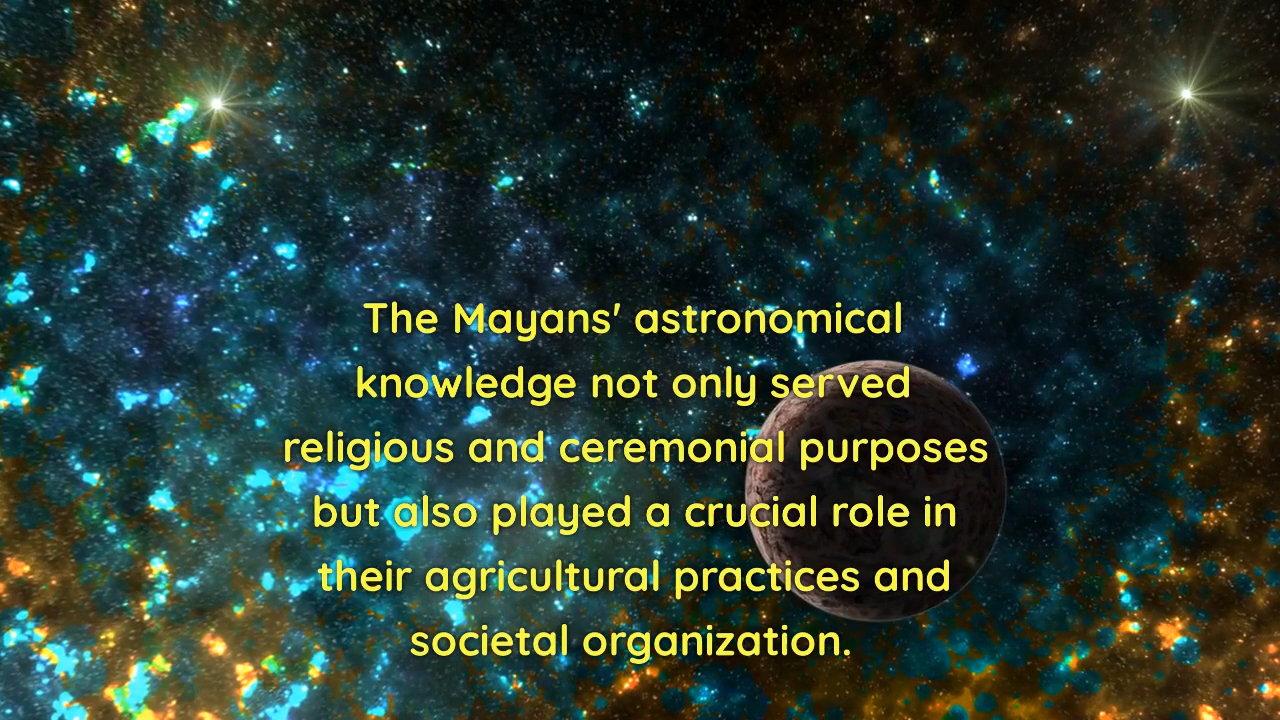 The Mayans' astronomical
knowledge not only served
religious and ceremonial purposes
but also played a crucial role in
their agricultural practices and
societal organization.